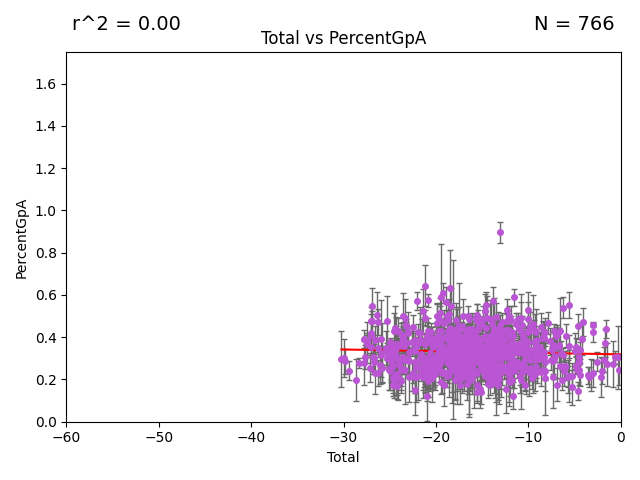 r^2 = 0.00
N = 766
Total vs PercentGpA
PercentGpA
1.6
1.4
1.2
1.0
0.8
0.6
0.4
0.2
0.0
−60 −50 −40 −30 −20 −10 0
Total